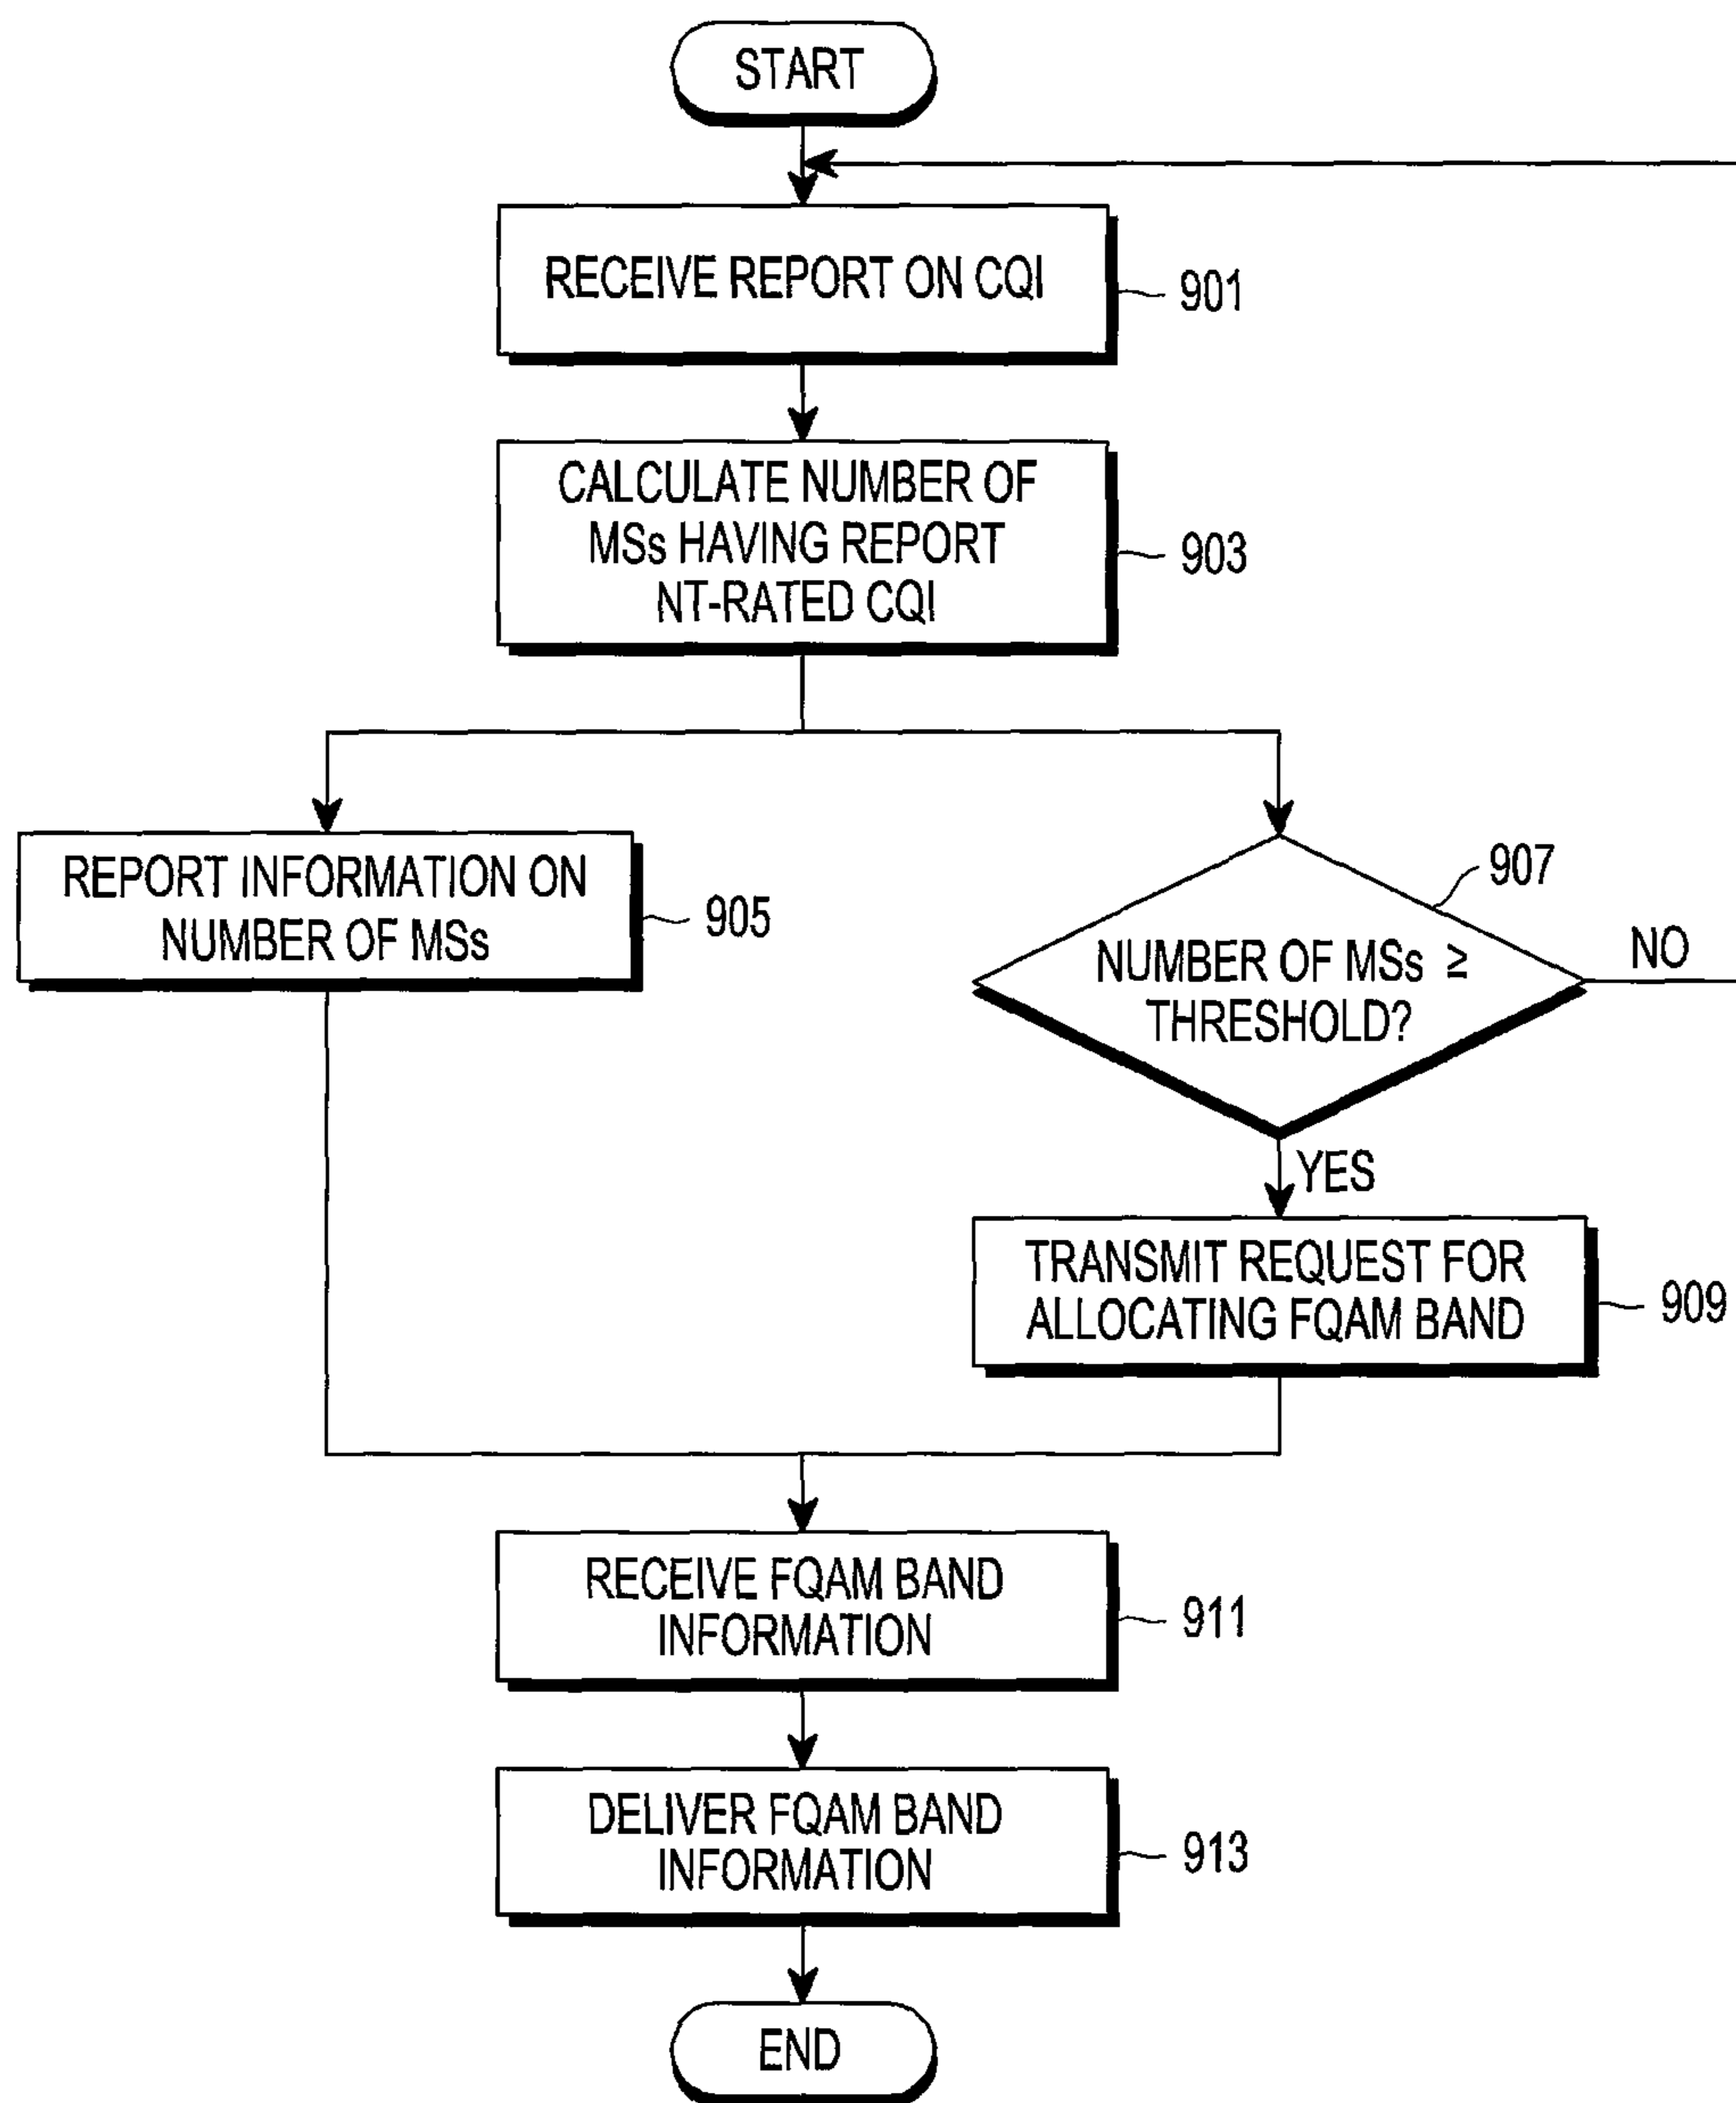 START
RECEIVE REPORT ON CQI
901
CALCULATE NUMBER OF
MSs HAVING REPORT
NT-RATED CQI
903
REPORT INFORMATION ON
NUMBER OF MSs
905
907
NUMBER OF MSs ≥
THRESHOLD?
NO
YES
TRANSMIT REQUEST FOR
ALLOCATING FQAM BAND
909
RECEIVE FQAM BAND
INFORMATION
911
DELIVER FQAM BAND
INFORMATION
913
END